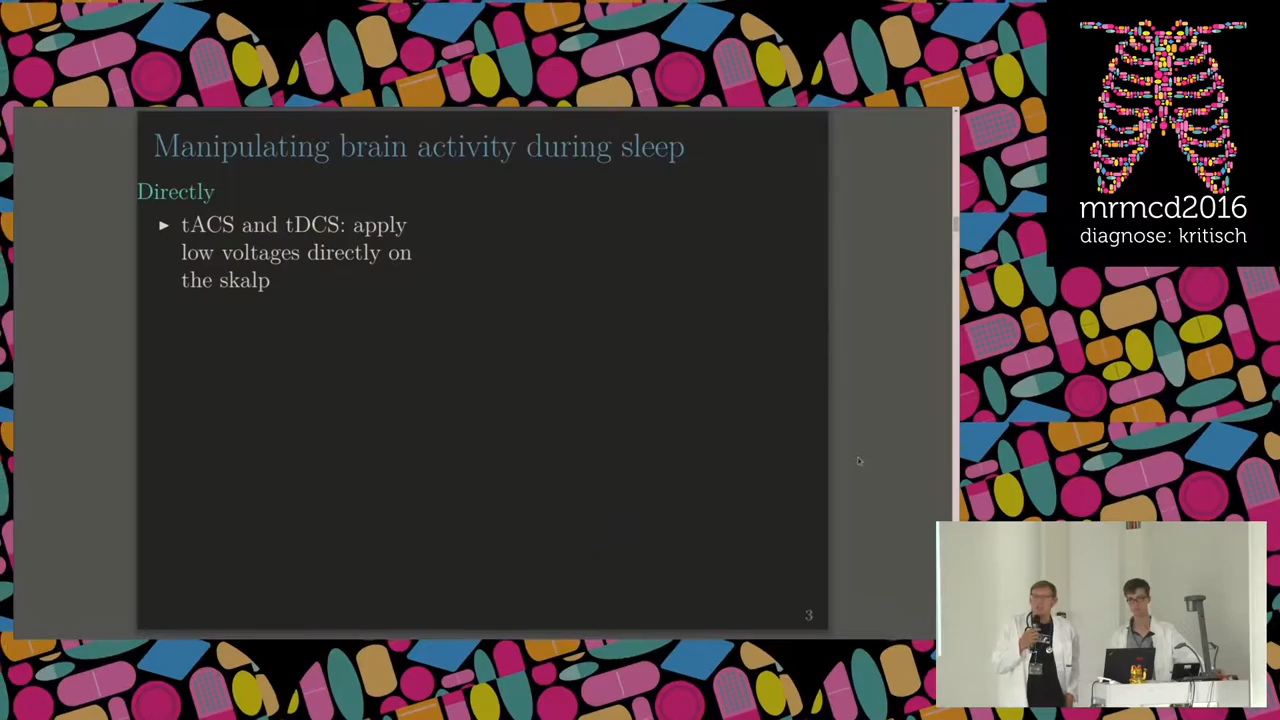 Manipulating brain activity during sleep
Directly
► tACS and tDCS: apply
low voltages directly on
the skalp
3
mrmcd2016
diagnose: kritisch